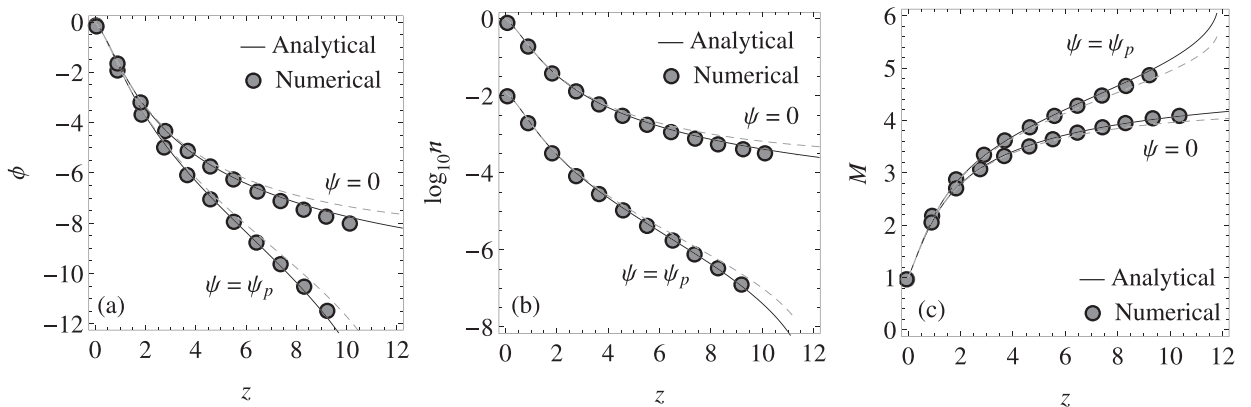 0
−2
−4
−6
−8
−10
−12
ϕ
Analytical
Numerical
ψ = 0
ψ = ψp
(a)
0 2 4 6 8 10 12
z
0
−2
−4
−6
−8
log10 n
Analytical
Numerical
ψ = 0
ψ = ψp
(b)
0 2 4 6 8 10 12
z
6
5
4
3
2
1
0
M
ψ = ψp
ψ = 0
Analytical
Numerical
(c)
0 2 4 6 8 10 12
z